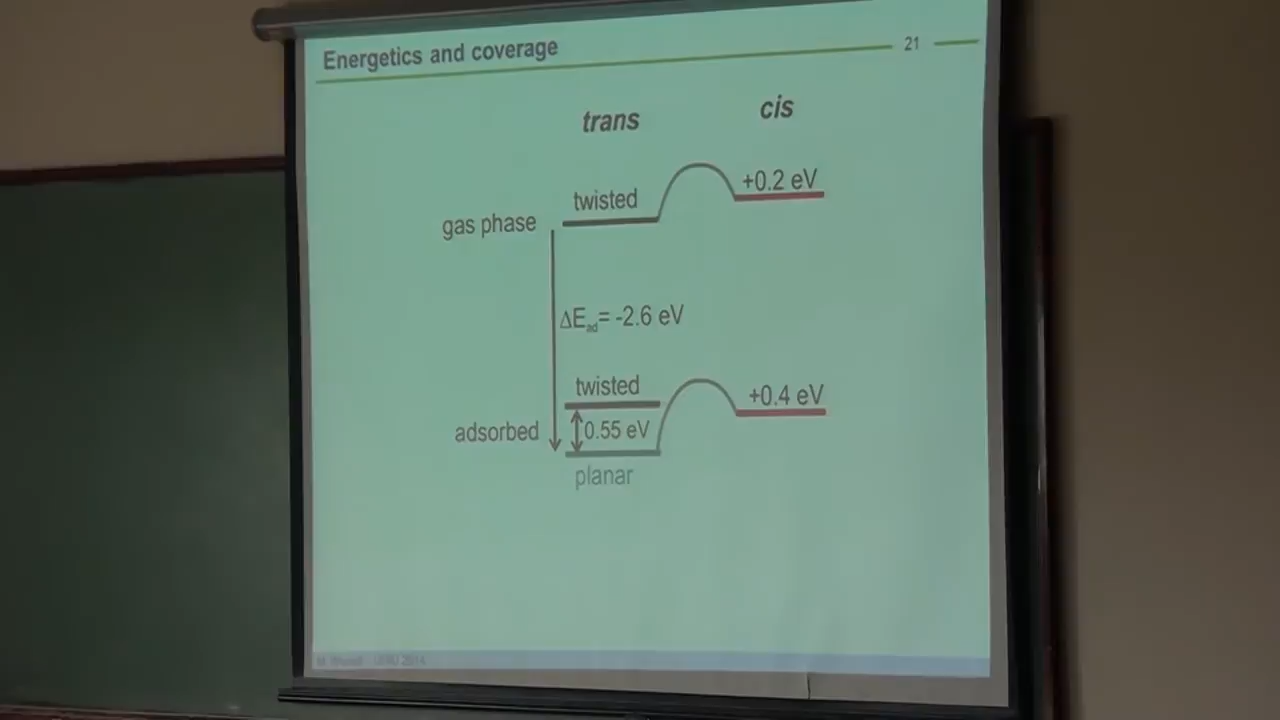 Energetics and coverage
21
trans
cis
twisted
+0.2 eV
gas phase
ΔEad= -2.6 eV
twisted
+0.4 eV
adsorbed
0.55 eV
planar
2014